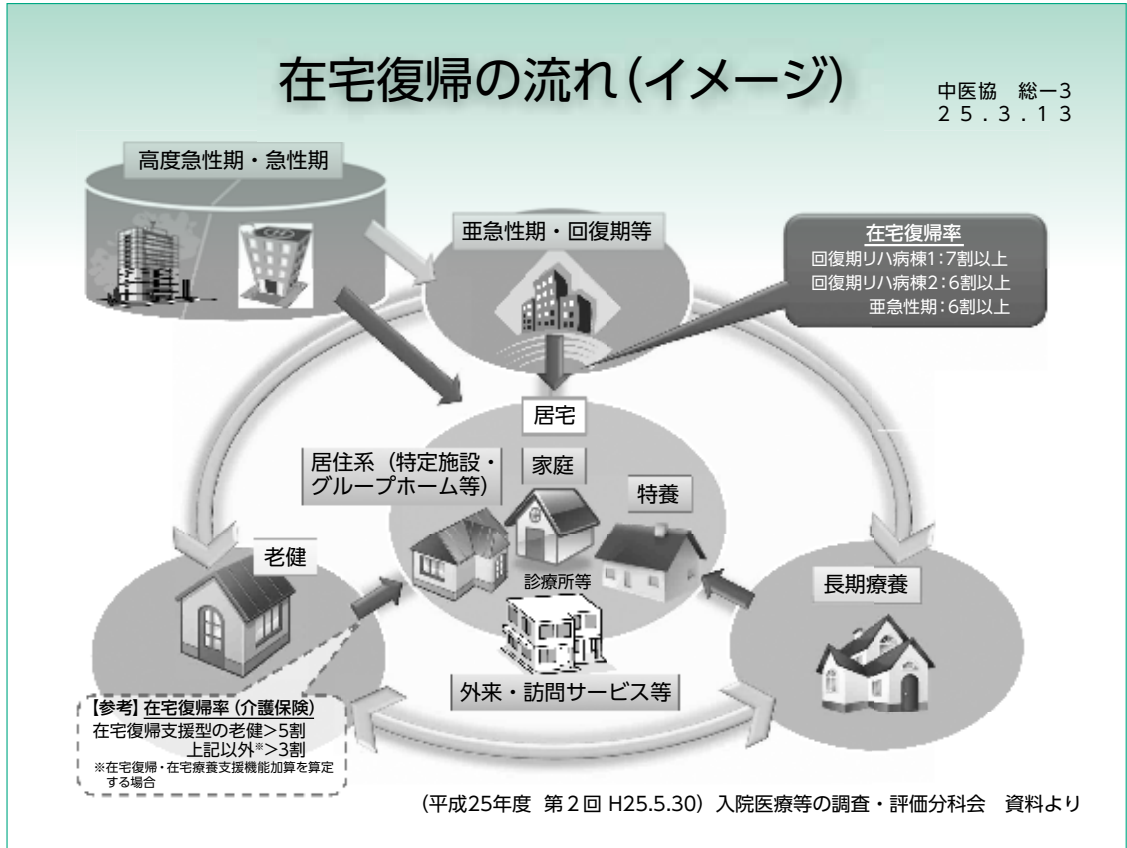 在宅復帰の流れ(イメージ)
中医協 総ー3
25.3.13
高度急性期・急性期
亜急性期・回復期等
在宅復帰率
回復期リハ病棟1:7割以上
回復期リハ病棟2:6割以上
亜急性期:6割以上
居宅
居住系(特定施設・
グループホーム等)
家庭
特養
老健
診療所等
長期療養
外来・訪問サービス等
【参考】在宅復帰率(介護保険)
在宅復帰支援型の老健>5割
上記以外※>3割
※在宅復帰・在宅療養支援機能加算を算定
する場合
(平成25年度 第2回 H25.5.30)入院医療等の調査・評価分科会 資料より